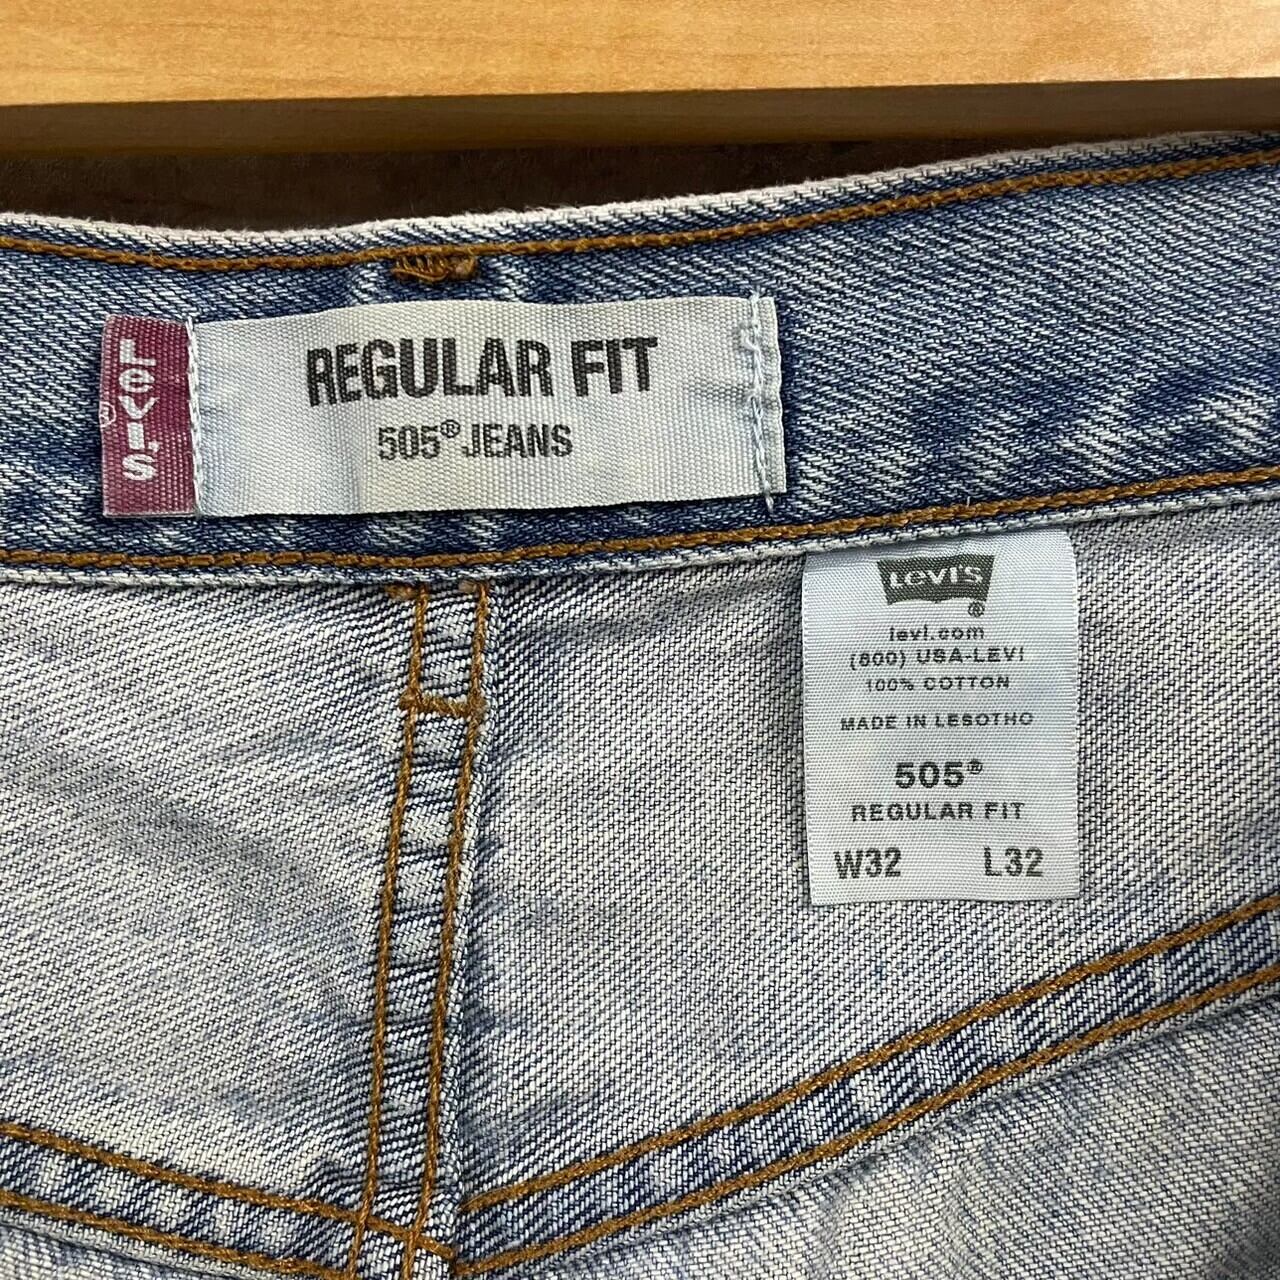 Levi's®
REGULAR FIT
505® JEANS
Levi's®
levi.com
(800) USA-LEVI
100% COTTON
MADE IN LESOTHO
505®
REGULAR FIT
W32 L32